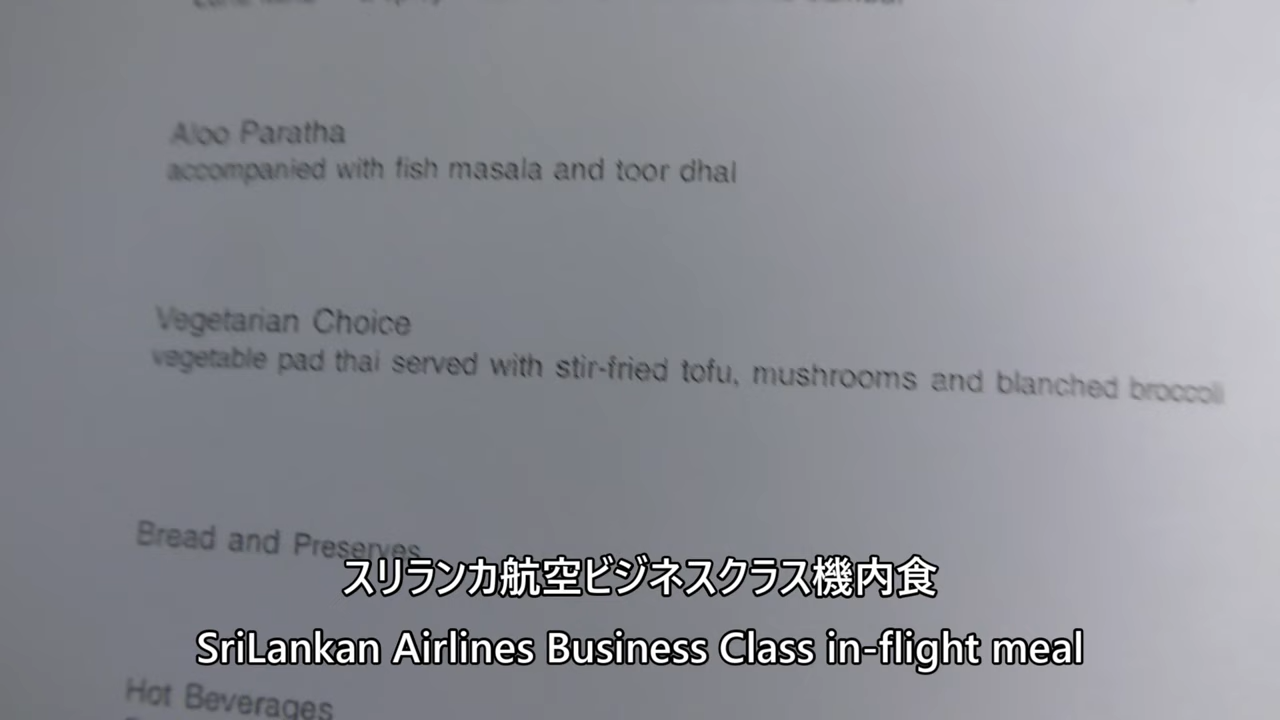 Aloo Paratha
accompanied with fish masala and toor dhal
Vegetarian Choice
vegetable pad thai served with stir-fried tofu, mushrooms and blanched broccoli
Bread and Preserves
スリランカ航空ビジネスクラス機内食
SriLankan Airlines Business Class in-flight meal
Hot Beverages